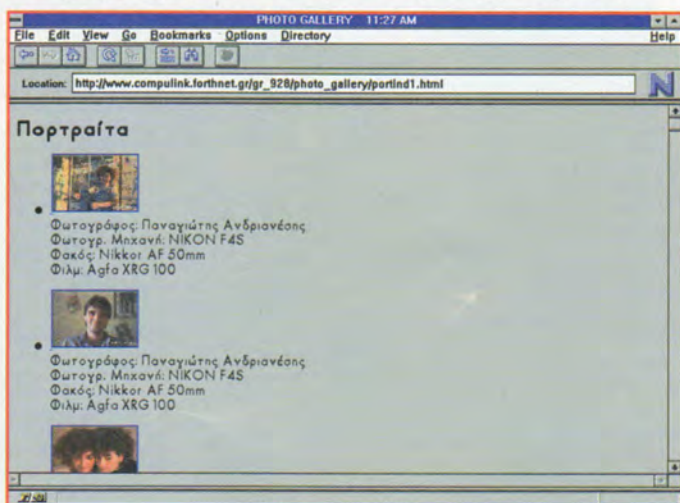 PHOTO GALLERY 11:27 AM
File Edit View Go Bookmarks Options Directory Help
Location: http://www.compulink.forthnet.gr/gr_928/photo_gallery/portind1.html
N
Πορτραίτα
Φωτογράφος: Παναγιώτης Ανδριανέσης
Φωτογρ. Μηχανή: NIKON F4S
Φακός: Nikkor AF 50mm
Φιλμ: Agfa XRG 100
Φωτογράφος: Παναγιώτης Ανδριανέσης
Φωτογρ. Μηχανή: NIKON F4S
Φακός: Nikkor AF 50mm
Φιλμ: Agfa XRG 100